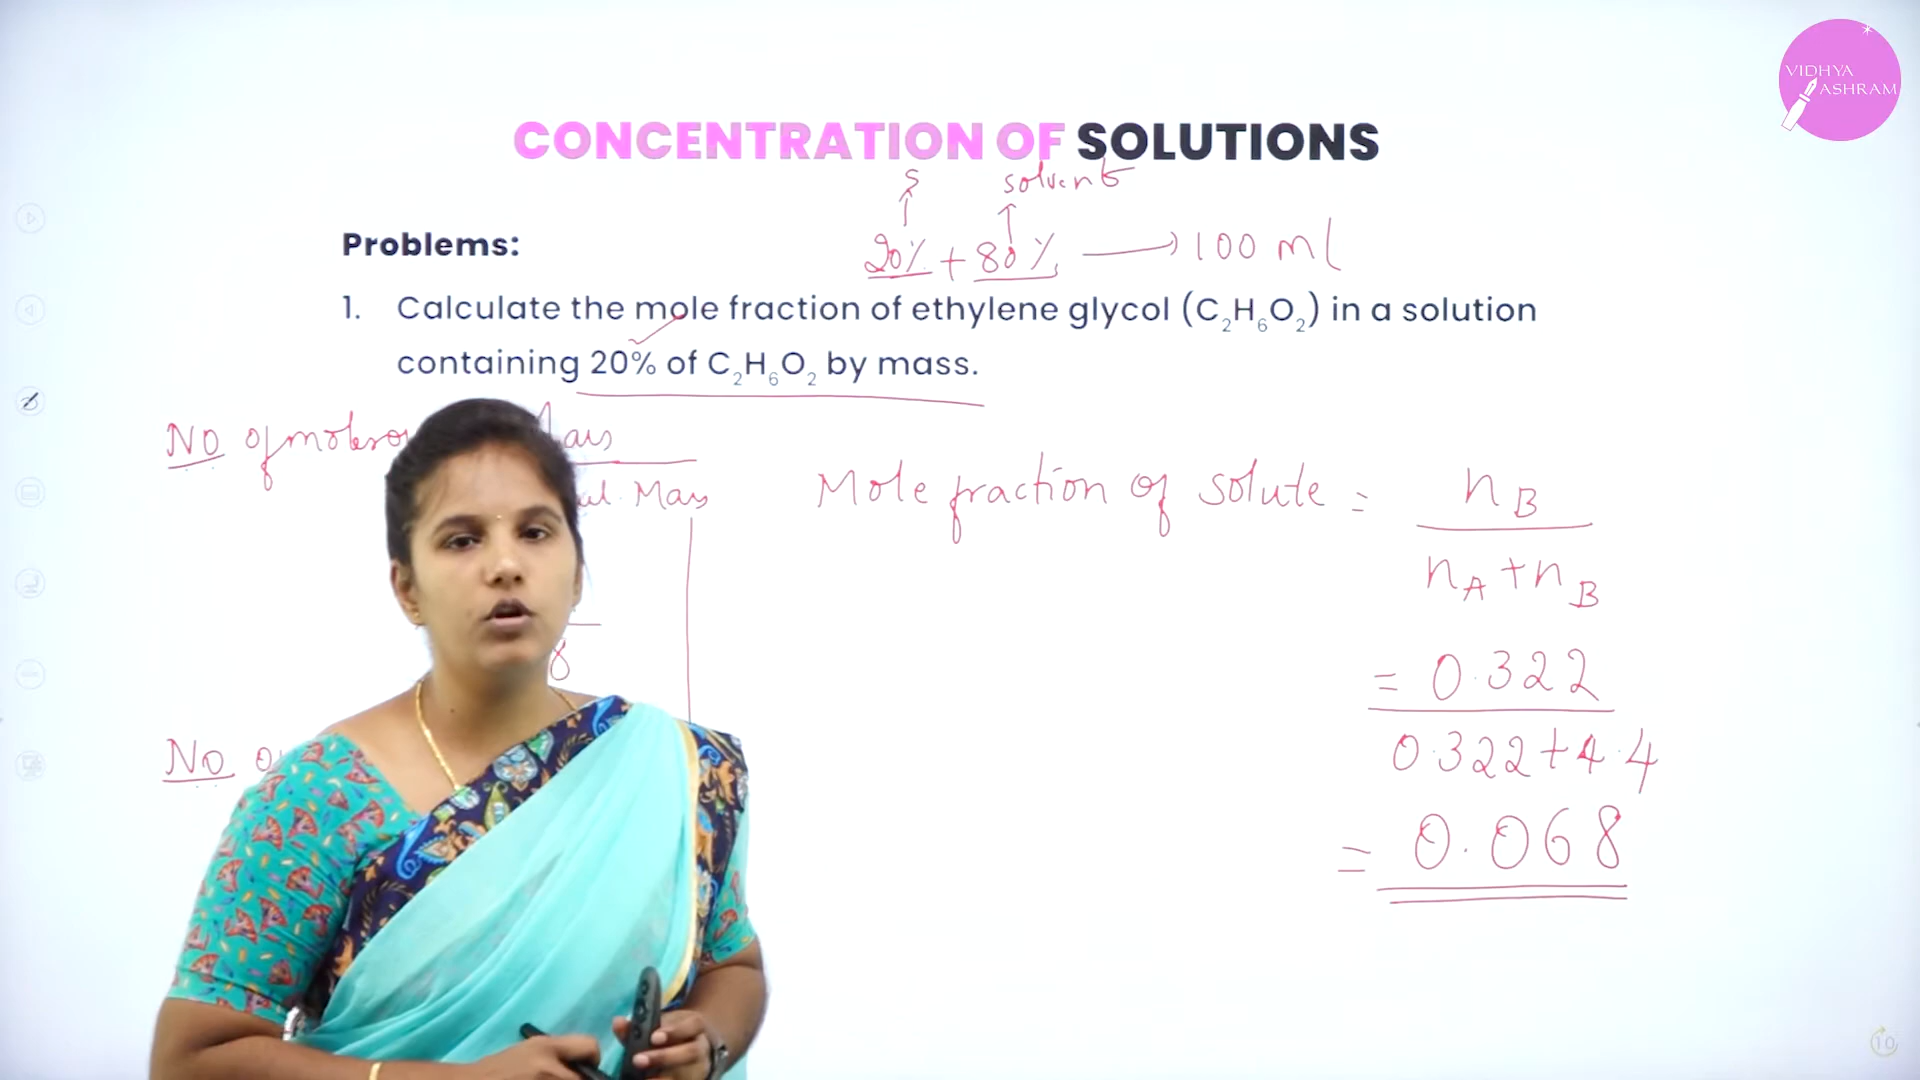 VIDHYA
ASHRAM
CONCENTRATION OF SOLUTIONS
S
solvent
Problems:
20% + 80% → 100 ml
1. Calculate the mole fraction of ethylene glycol (C₂H₆O₂) in a solution
containing 20% of C₂H₆O₂ by mass.
No of moles
Mass
Mass
Mole fraction of solute = nB
nA + nB
8
= 0.322
0.322 + 4.4
No
= 0.068
10